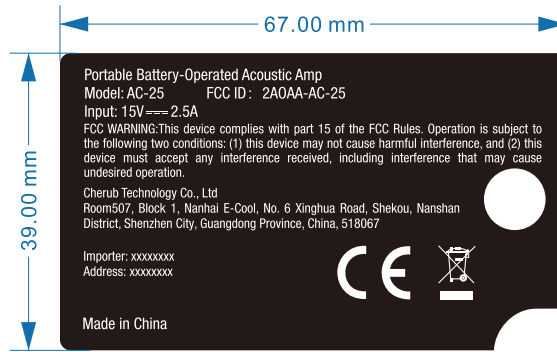 67.00 mm
39.00 mm
Portable Battery-Operated Acoustic Amp
Model: AC-25 FCC ID: 2AOAA-AC-25
Input: 15V⎓2.5A
FCC WARNING:This device complies with part 15 of the FCC Rules. Operation is subject to
the following two conditions: (1) this device may not cause harmful interference, and (2) this
device must accept any interference received, including interference that may cause
undesired operation.
Cherub Technology Co., Ltd
Room507, Block 1, Nanhai E-Cool, No. 6 Xinghua Road, Shekou, Nanshan
District, Shenzhen City, Guangdong Province, China, 518067
Importer: xxxxxxxx
Address: xxxxxxxx
CE
Made in China